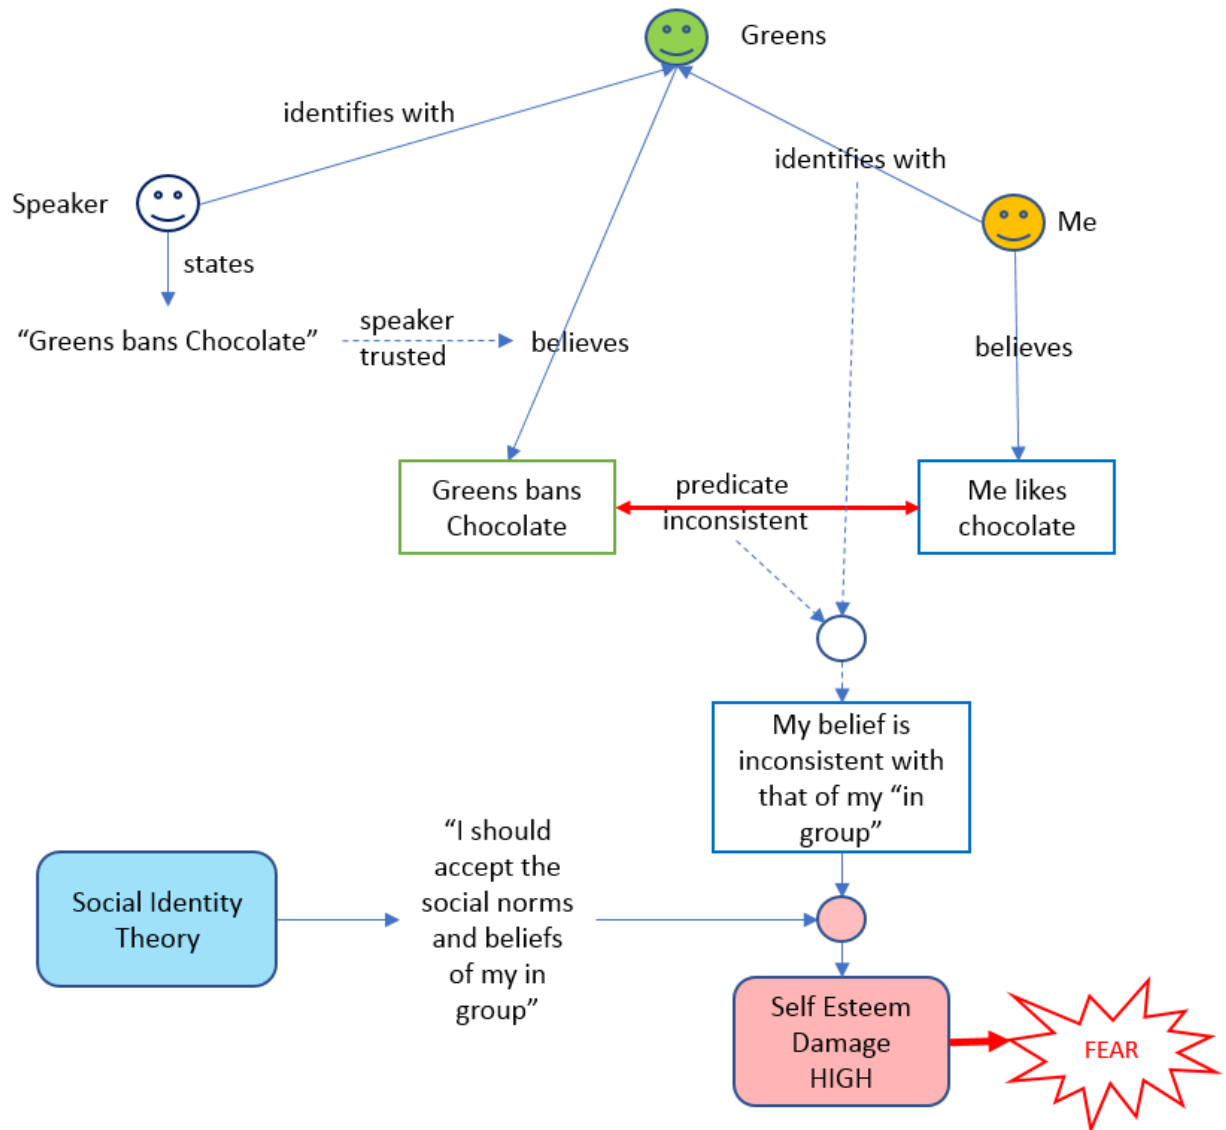 Greens
identifies with
identifies with
Speaker
Me
states
“Greens bans Chocolate”
speaker
trusted
believes
believes
Greens bans
Chocolate
predicate
inconsistent
Me likes
chocolate
My belief is
inconsistent with
that of my “in
group”
Social Identity
Theory
“I should
accept the
social norms
and beliefs
of my in
group”
Self Esteem
Damage
HIGH
FEAR